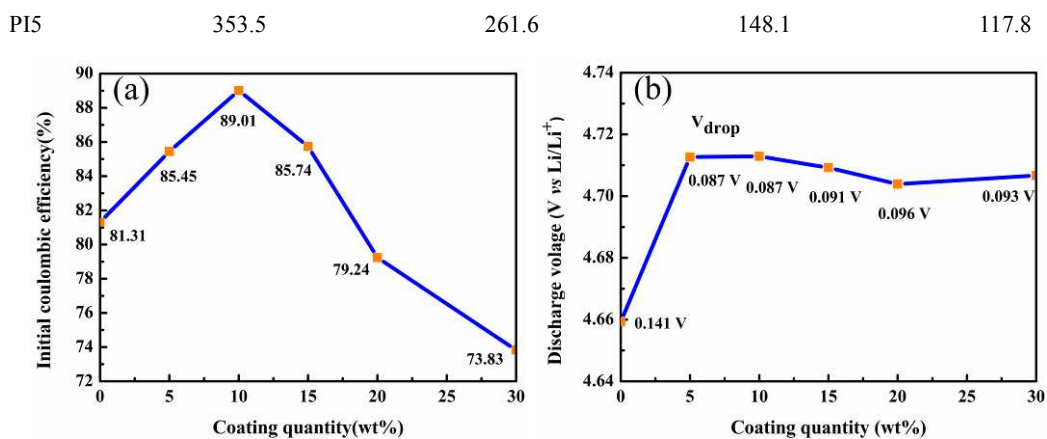 PI5 353.5 261.6 148.1 117.8
(a)
Initial coulombic efficiency(%)
90
88
86
84
82
80
78
76
74
72
81.31
85.45
89.01
85.74
79.24
73.83
0 5 10 15 20 25 30
Coating quantity(wt%)
(b)
Discharge volage (V vs Li/Li+)
4.74
4.72
4.70
4.68
4.66
4.64
Vdrop
0.141 V
0.087 V
0.087 V
0.091 V
0.096 V
0.093 V
0 5 10 15 20 25 30
Coating quantity (wt%)